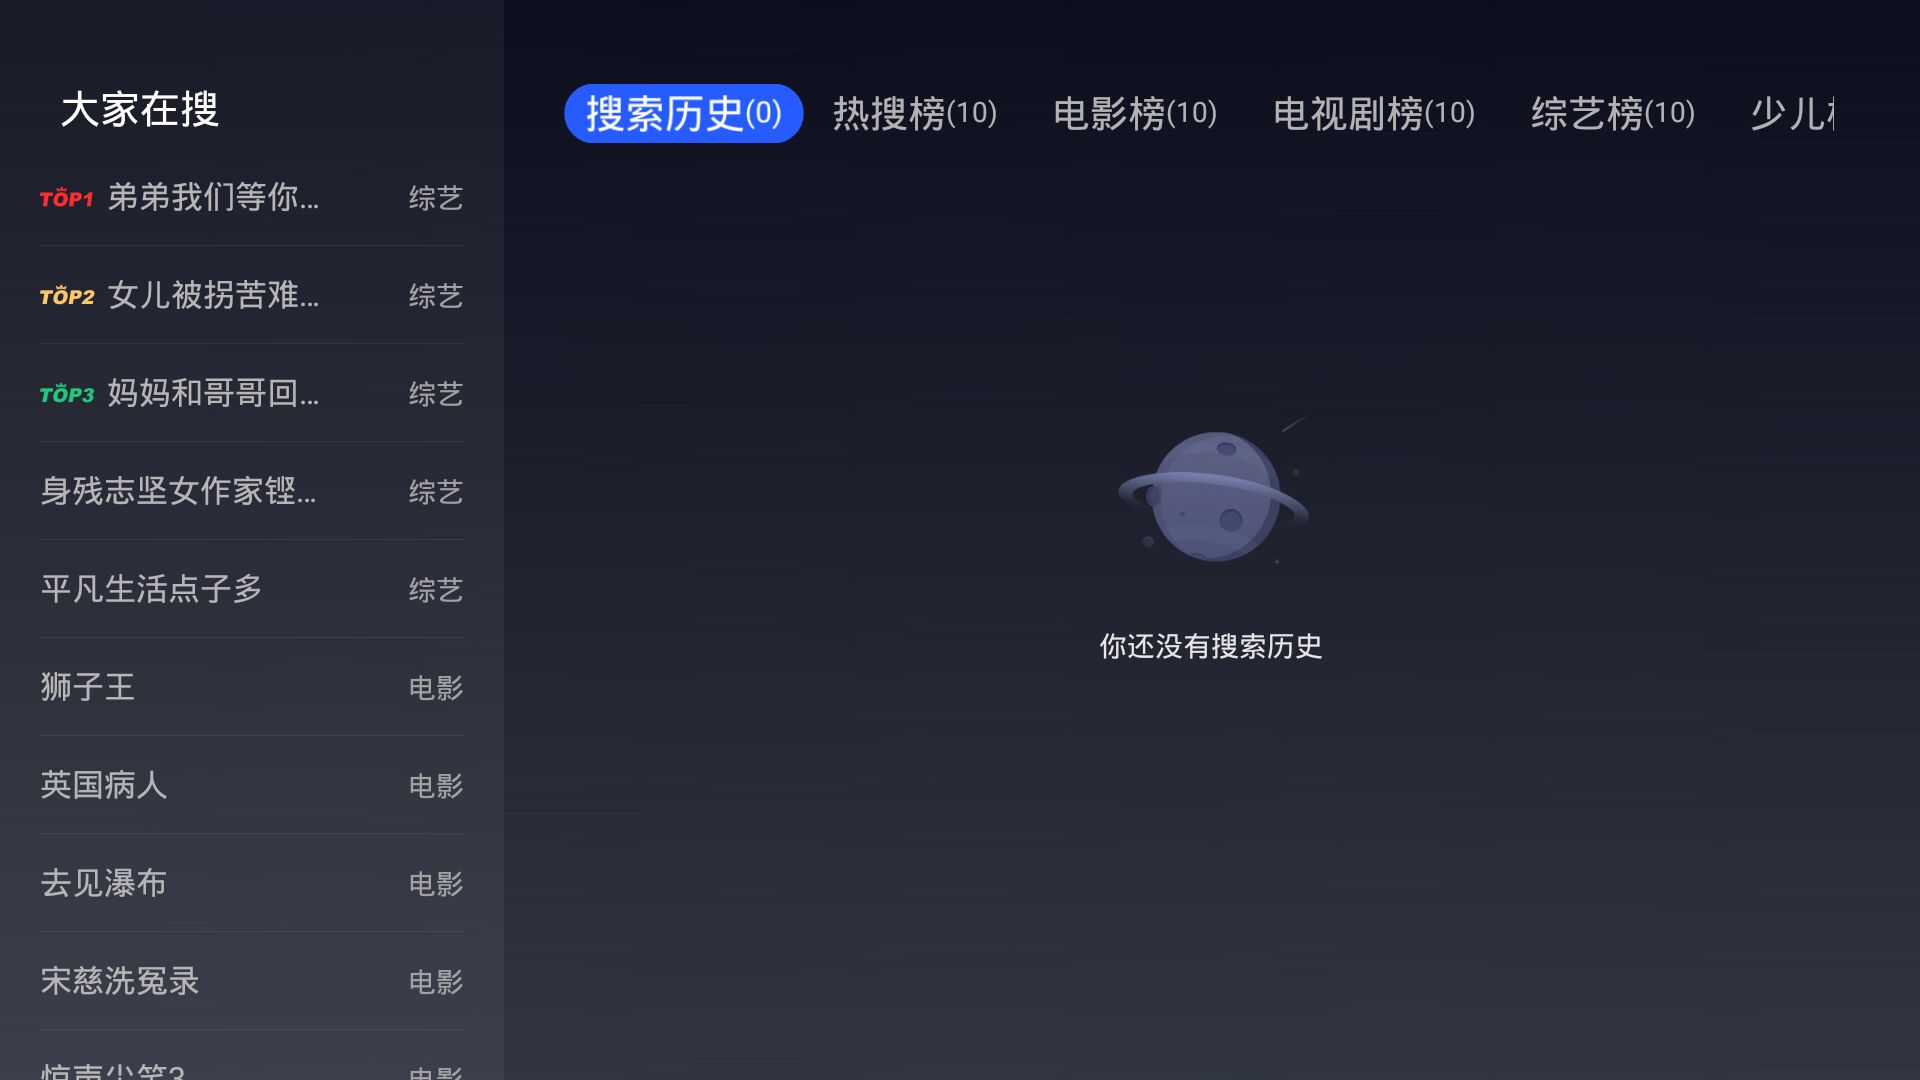 大家在搜
TOP1 弟弟我们等你... 综艺
TOP2 女儿被拐苦难... 综艺
TOP3 妈妈和哥哥回... 综艺
身残志坚女作家铿... 综艺
平凡生活点子多 综艺
狮子王 电影
英国病人 电影
去见瀑布 电影
宋慈洗冤录 电影
惊声尖笑3 电影
搜索历史(0) 热搜榜(10) 电影榜(10) 电视剧榜(10) 综艺榜(10) 少儿
你还没有搜索历史